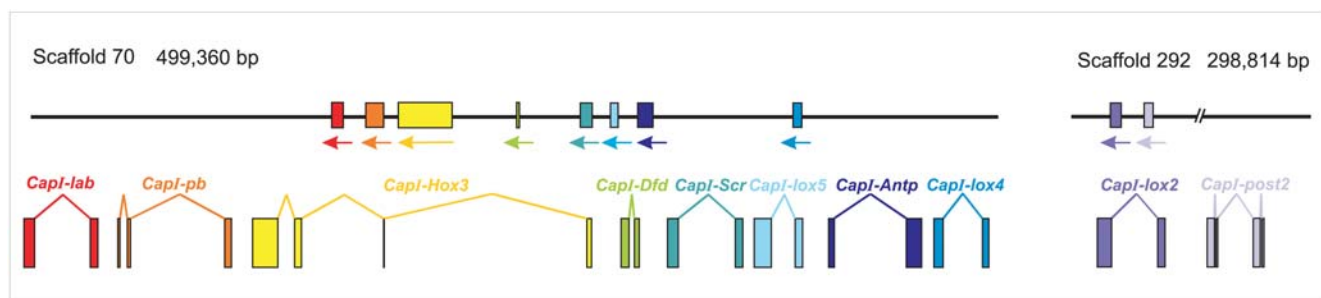 Scaffold 70 499,360 bp
Scaffold 292 298,814 bp
CapI-lab CapI-pb CapI-Hox3 CapI-Dfd CapI-Scr CapI-lox5 CapI-Antp CapI-lox4 CapI-lox2 CapI-post2